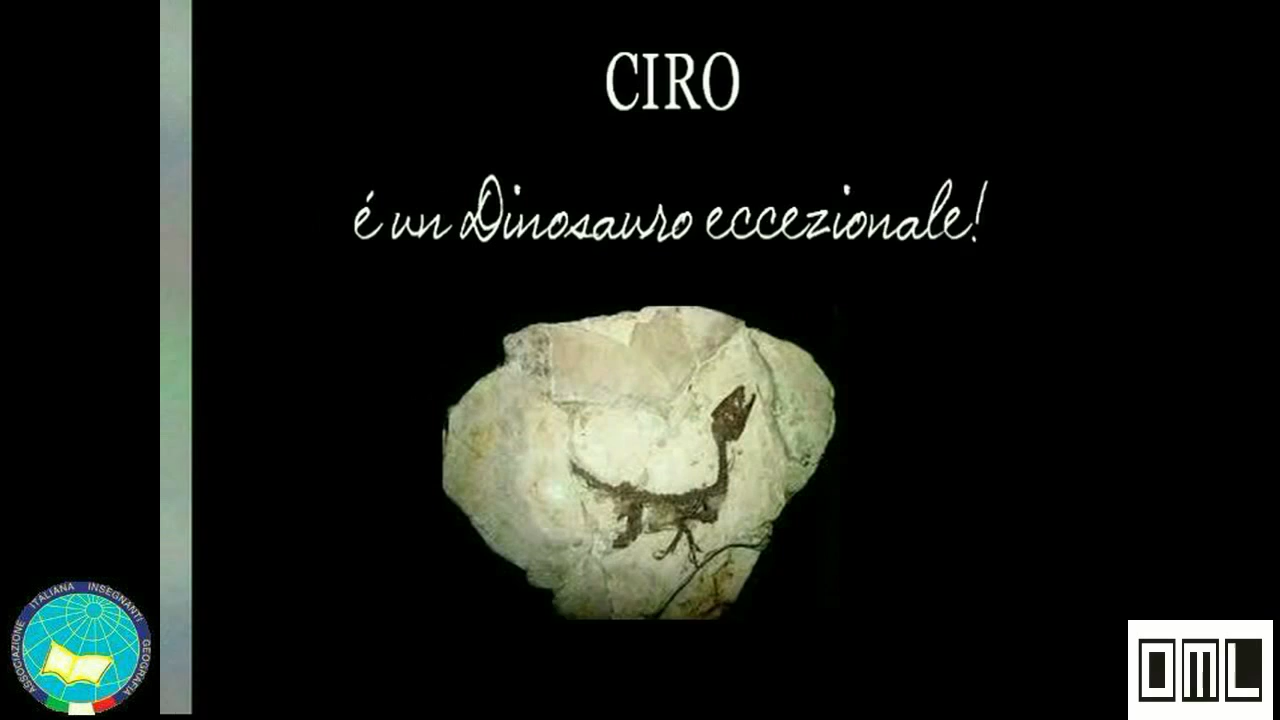 CIRO
é un Dinosauro eccezionale!
ASSOCIAZIONE ITALIANA INSEGNANTI GEOGRAFIA
OML